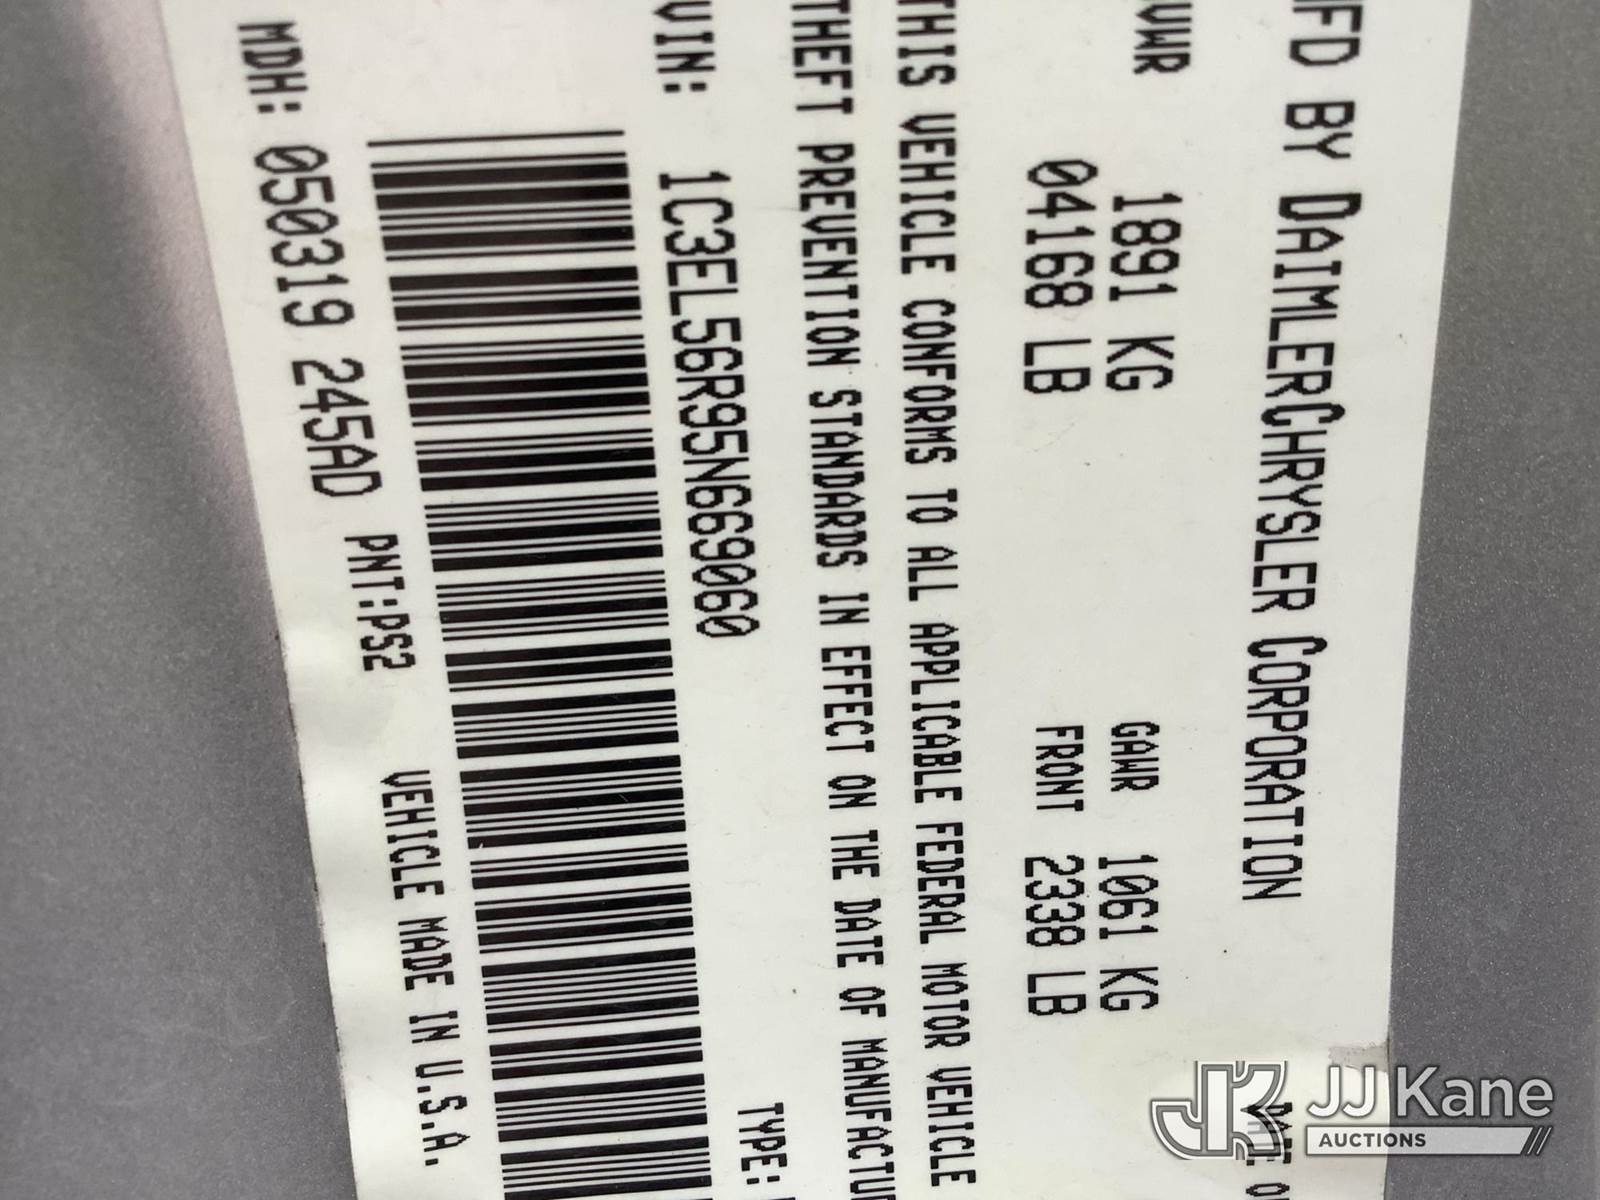 MFD BY DAIMLERCHRYSLER CORPORATION
DATE O
GVWR 1891 KG
04168 LB
GAWR 1061 KG
FRONT 2338 LB
THIS VEHICLE CONFORMS TO ALL APPLICABLE FEDERAL MOTOR VEHICLE
THEFT PREVENTION STANDARDS IN EFFECT ON THE DATE OF MANUFACTU
VIN: 1C3EL56R95N669060
TYPE:
MDH: 050319 245AD PNT:PS2 VEHICLE MADE IN U.S.A.
JJ Kane
AUCTIONS